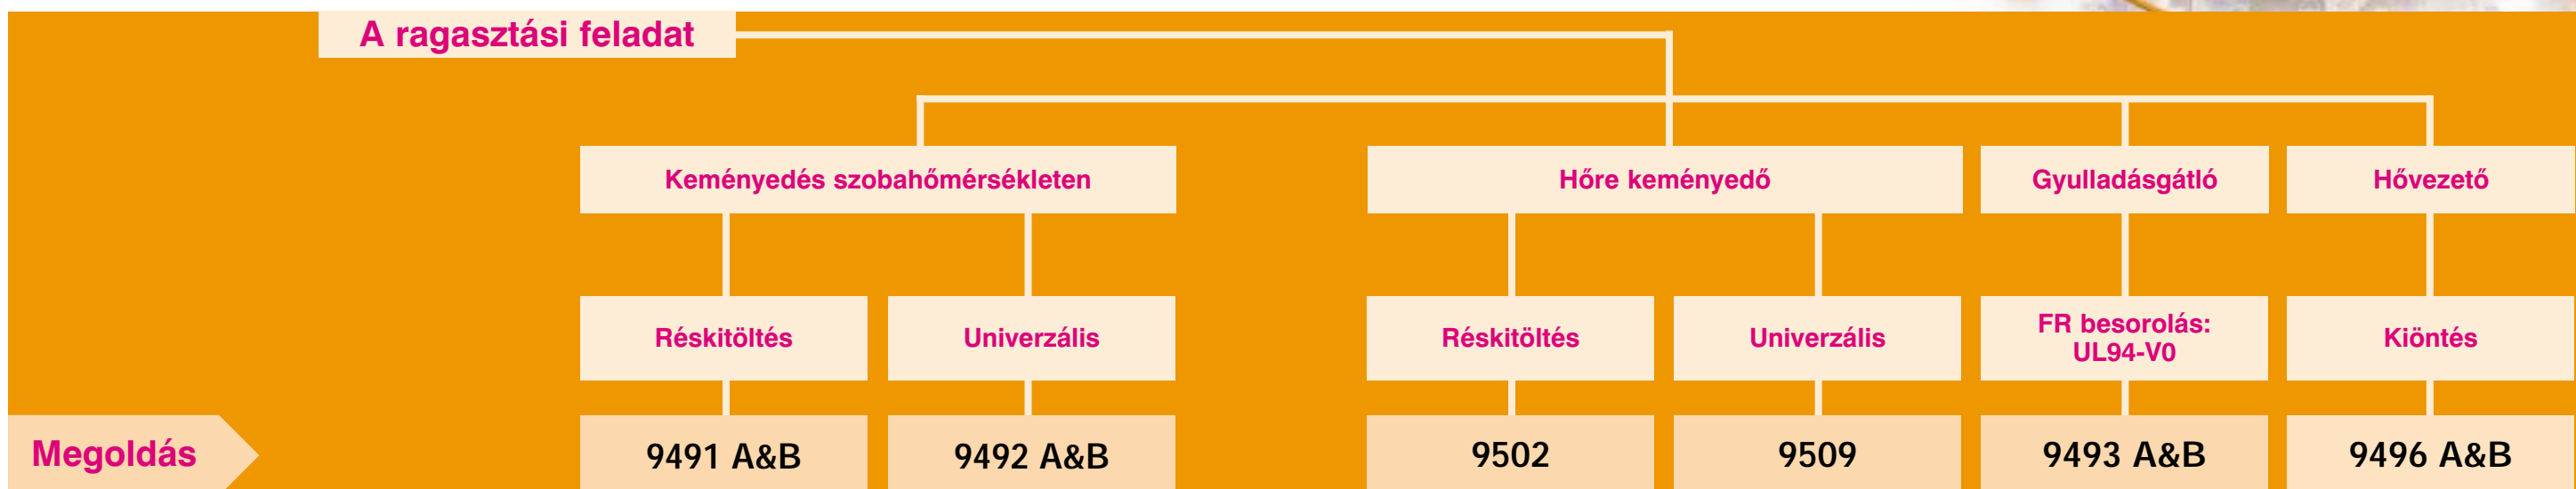 A ragasztási feladat
Keményedés szobahőmérsékleten
Hőre keményedő
Gyulladásgátló
Hővezető
Réskitöltés
Univerzális
Réskitöltés
Univerzális
FR besorolás:
UL94-V0
Kiöntés
Megoldás
9491 A&B
9492 A&B
9502
9509
9493 A&B
9496 A&B